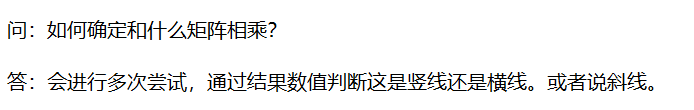 问：如何确定和什么矩阵相乘？
答：会进行多次尝试，通过结果数值判断这是竖线还是横线。或者说斜线。